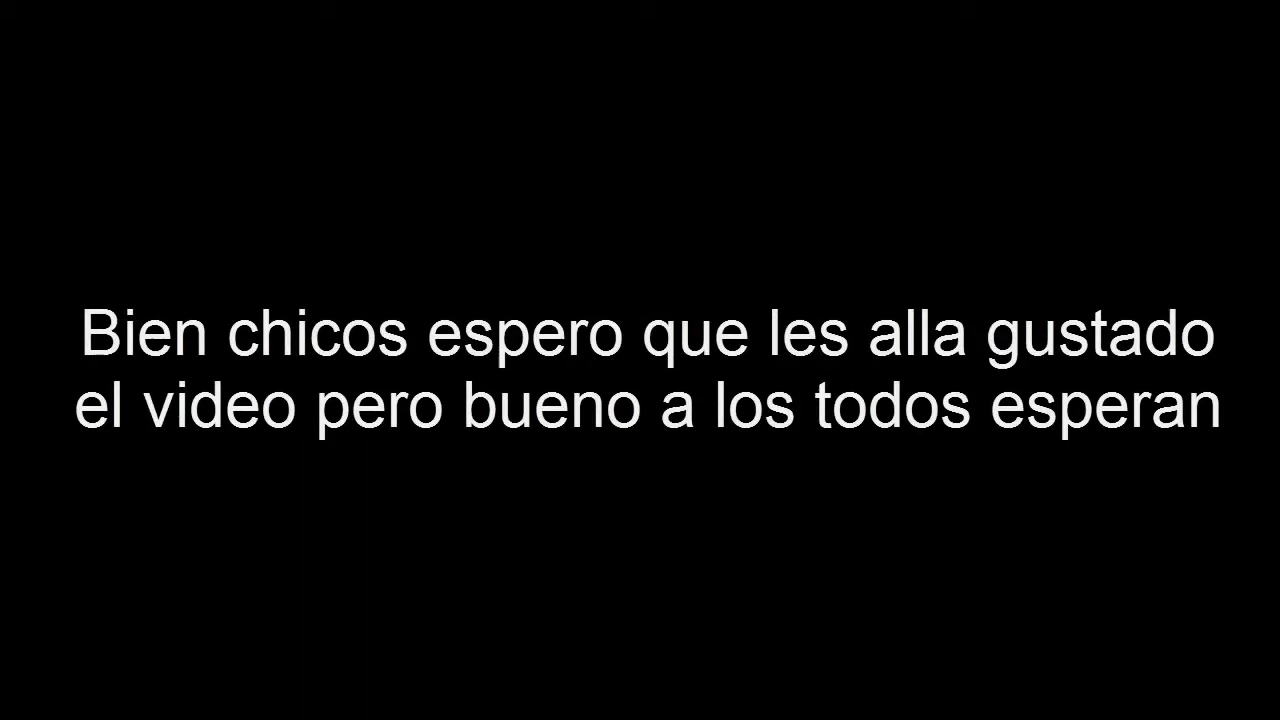 Bien chicos espero que les alla gustado
el video pero bueno a los todos esperan